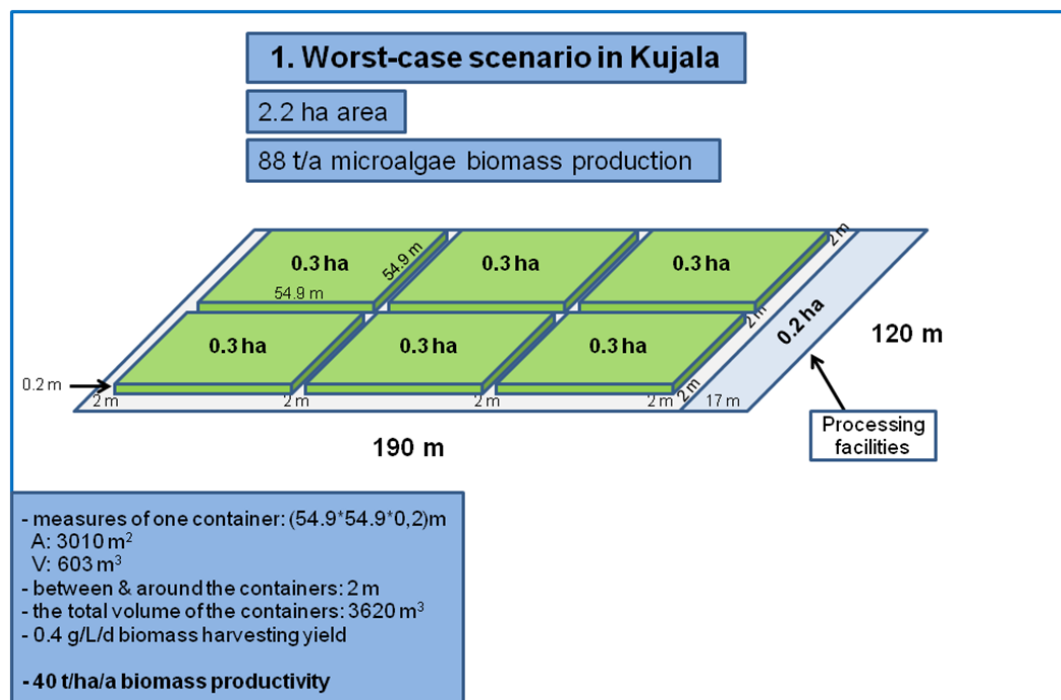 1. Worst-case scenario in Kujala
2.2 ha area
88 t/a microalgae biomass production
0.3 ha
54.9 m
54.9 m
0.3 ha
0.3 ha
2 m
0.3 ha
0.3 ha
0.3 ha
2 m
0.2 ha
120 m
0.2 m
2 m
2 m
2 m
2 m
2 m
17 m
Processing
facilities
190 m
- measures of one container: (54.9*54.9*0,2)m
A: 3010 m²
V: 603 m³
- between & around the containers: 2 m
- the total volume of the containers: 3620 m³
- 0.4 g/L/d biomass harvesting yield
- 40 t/ha/a biomass productivity